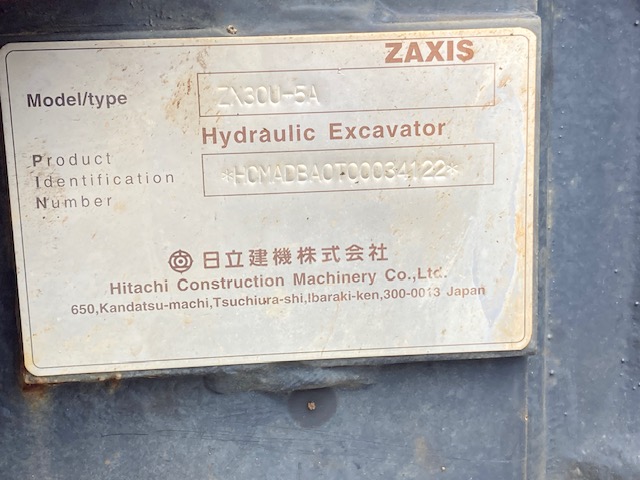 ZAXIS
Model/type ZX30U-5A
Hydraulic Excavator
Product
Identification
Number
*HCMADBA0T00034122*
日立建機株式会社
Hitachi Construction Machinery Co.,Ltd.
650,Kandatsu-machi,Tsuchiura-shi,Ibaraki-ken,300-0013 Japan